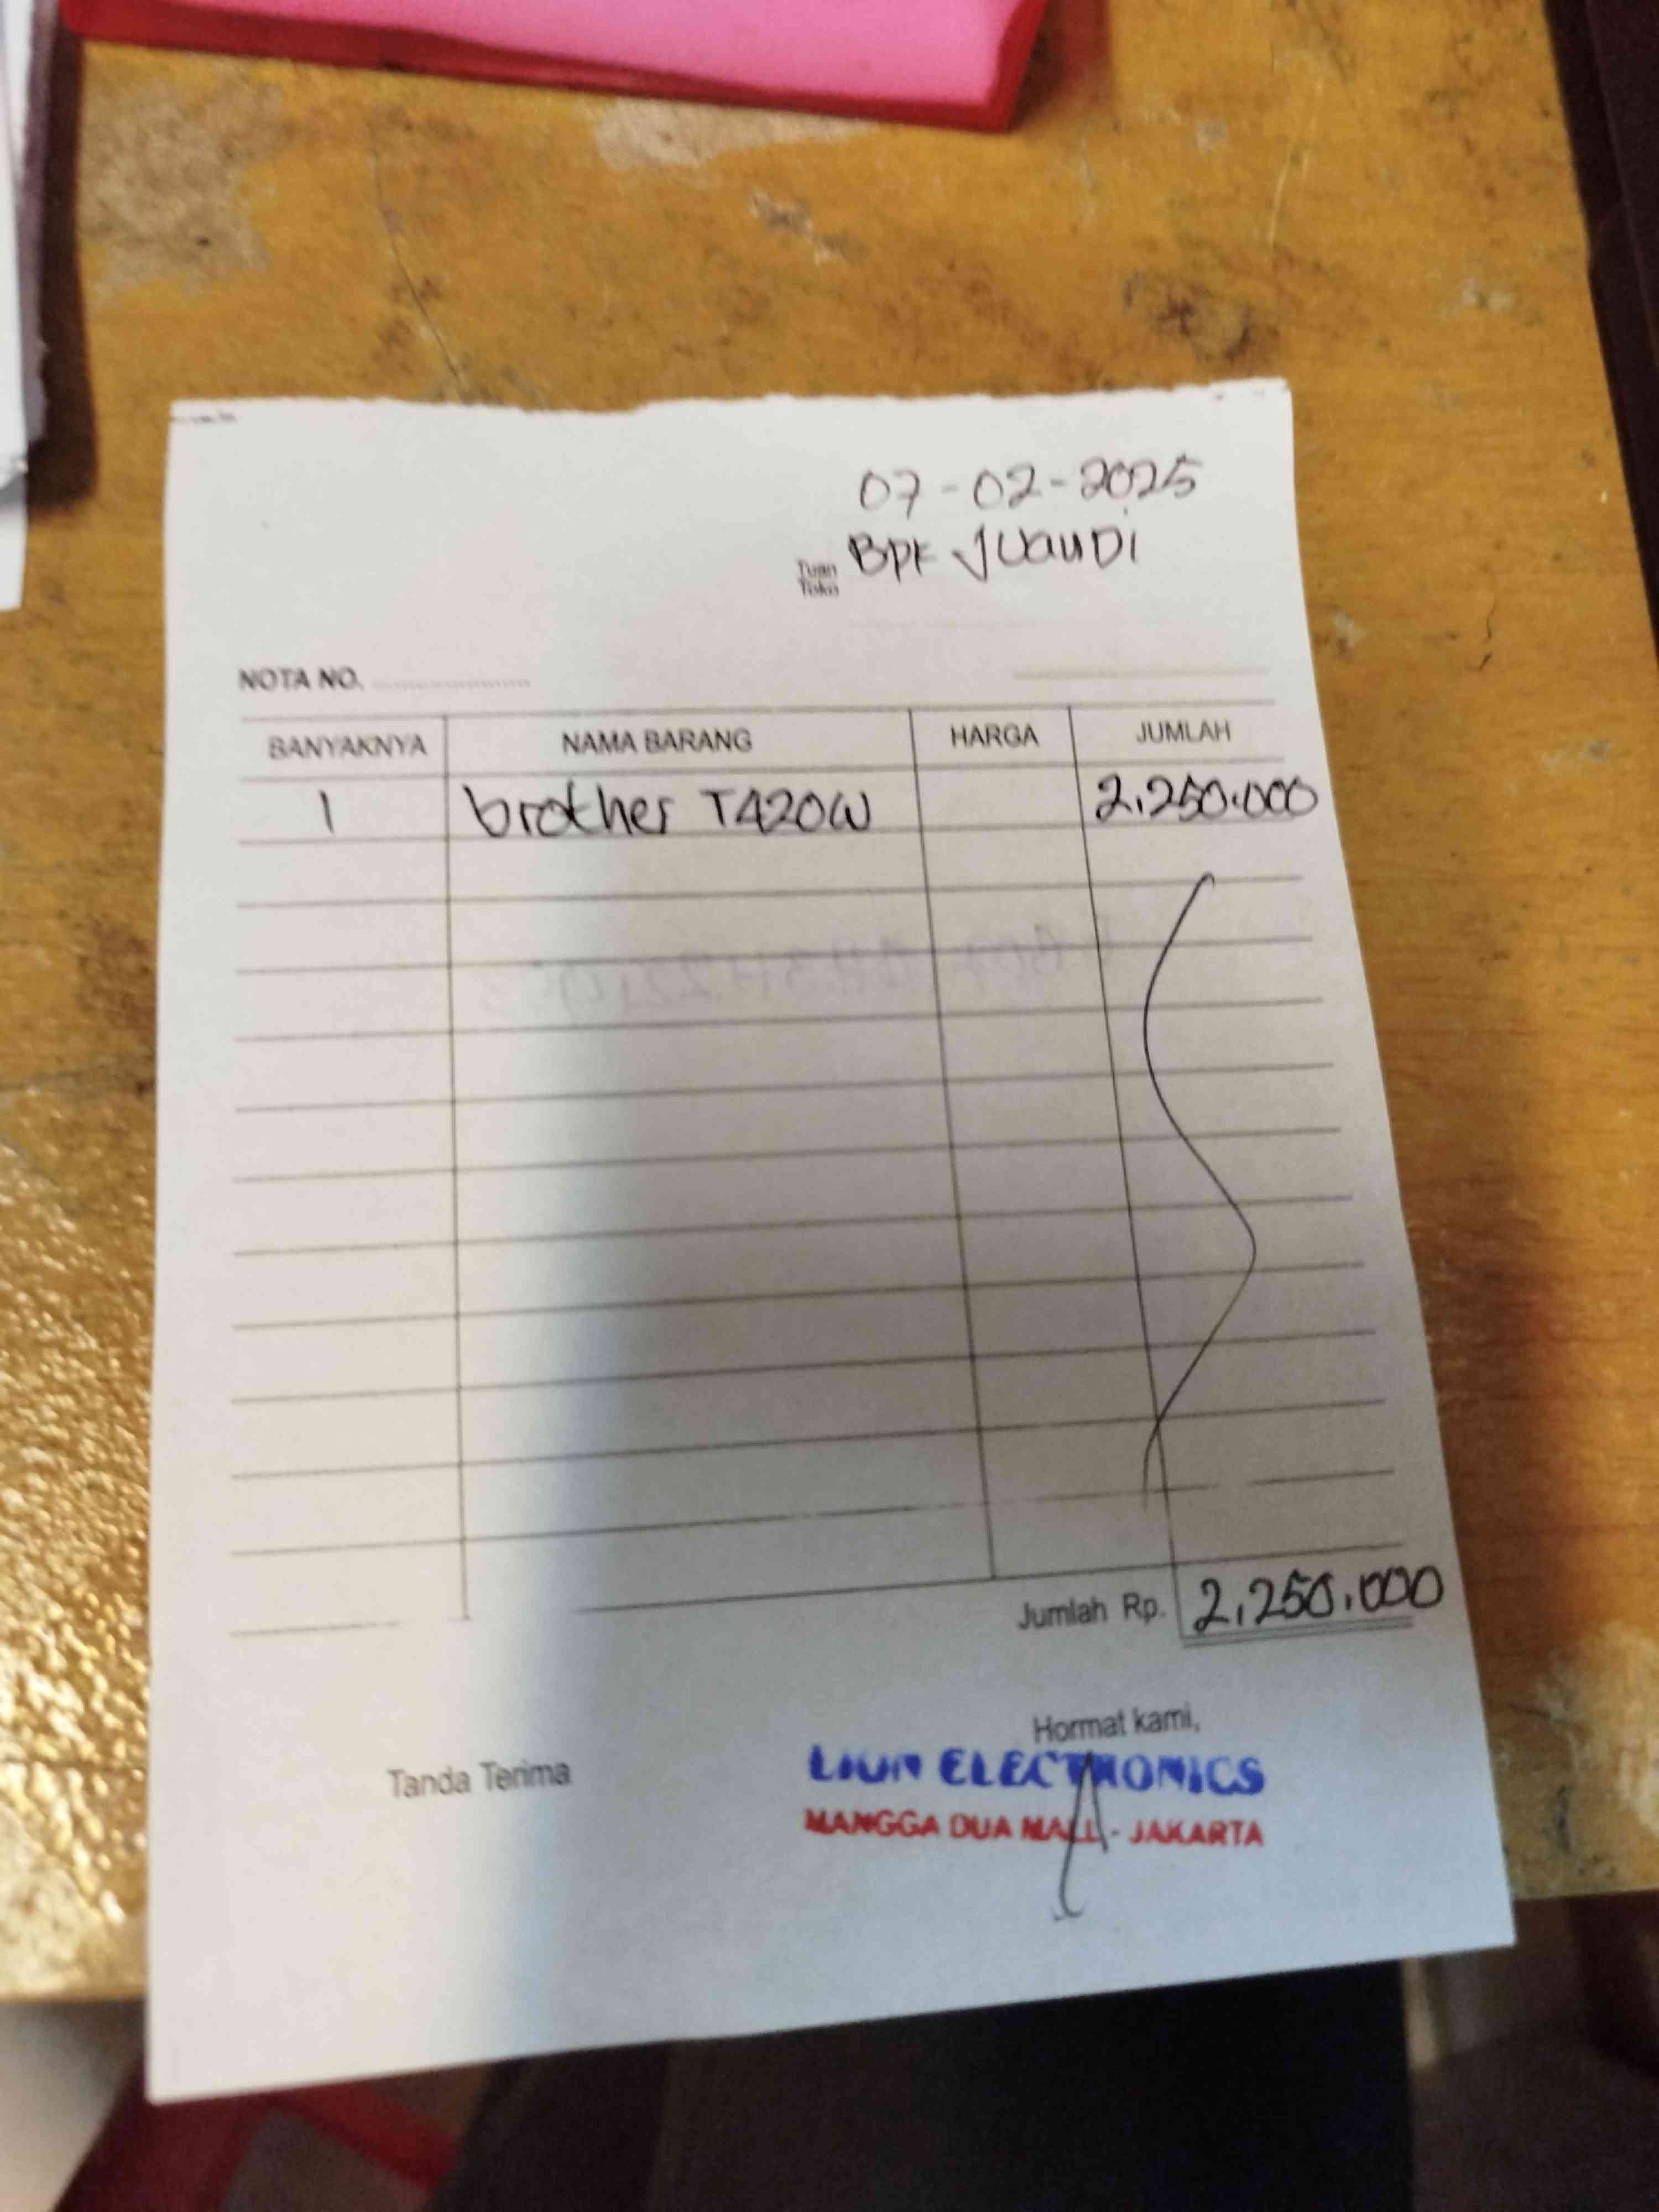 07-02-2025
Tuan
Toko
Bpk Juaudi
NOTA NO. ....................
BANYAKNYA NAMA BARANG HARGA JUMLAH
1 brother T420W 2.250.000
Jumlah Rp. 2.250.000
Tanda Terima
Hormat kami,
LION ELECTRONICS
MANGGA DUA MALL - JAKARTA